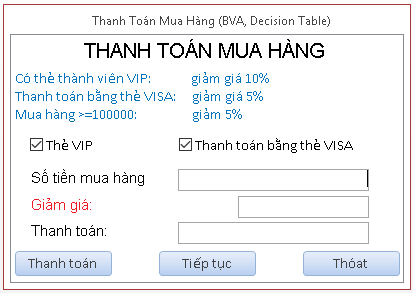 Thanh Toán Mua Hàng (BVA, Decision Table)
THANH TOÁN MUA HÀNG
Có thẻ thành viên VIP: giảm giá 10%
Thanh toán bằng thẻ VISA: giảm giá 5%
Mua hàng >=100000: giảm 5%
Thẻ VIP Thanh toán bằng thẻ VISA
Số tiền mua hàng
Giảm giá:
Thanh toán:
Thanh toán Tiếp tục Thóat